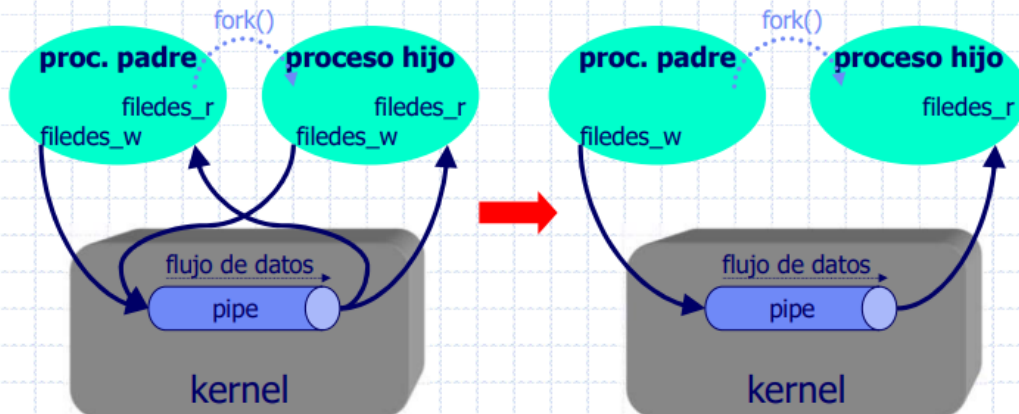 fork()
proc. padre
proceso hijo
filedes_r
filedes_r
filedes_w
filedes_w
flujo de datos
pipe
kernel
fork()
proc. padre
proceso hijo
filedes_r
filedes_w
flujo de datos
pipe
kernel